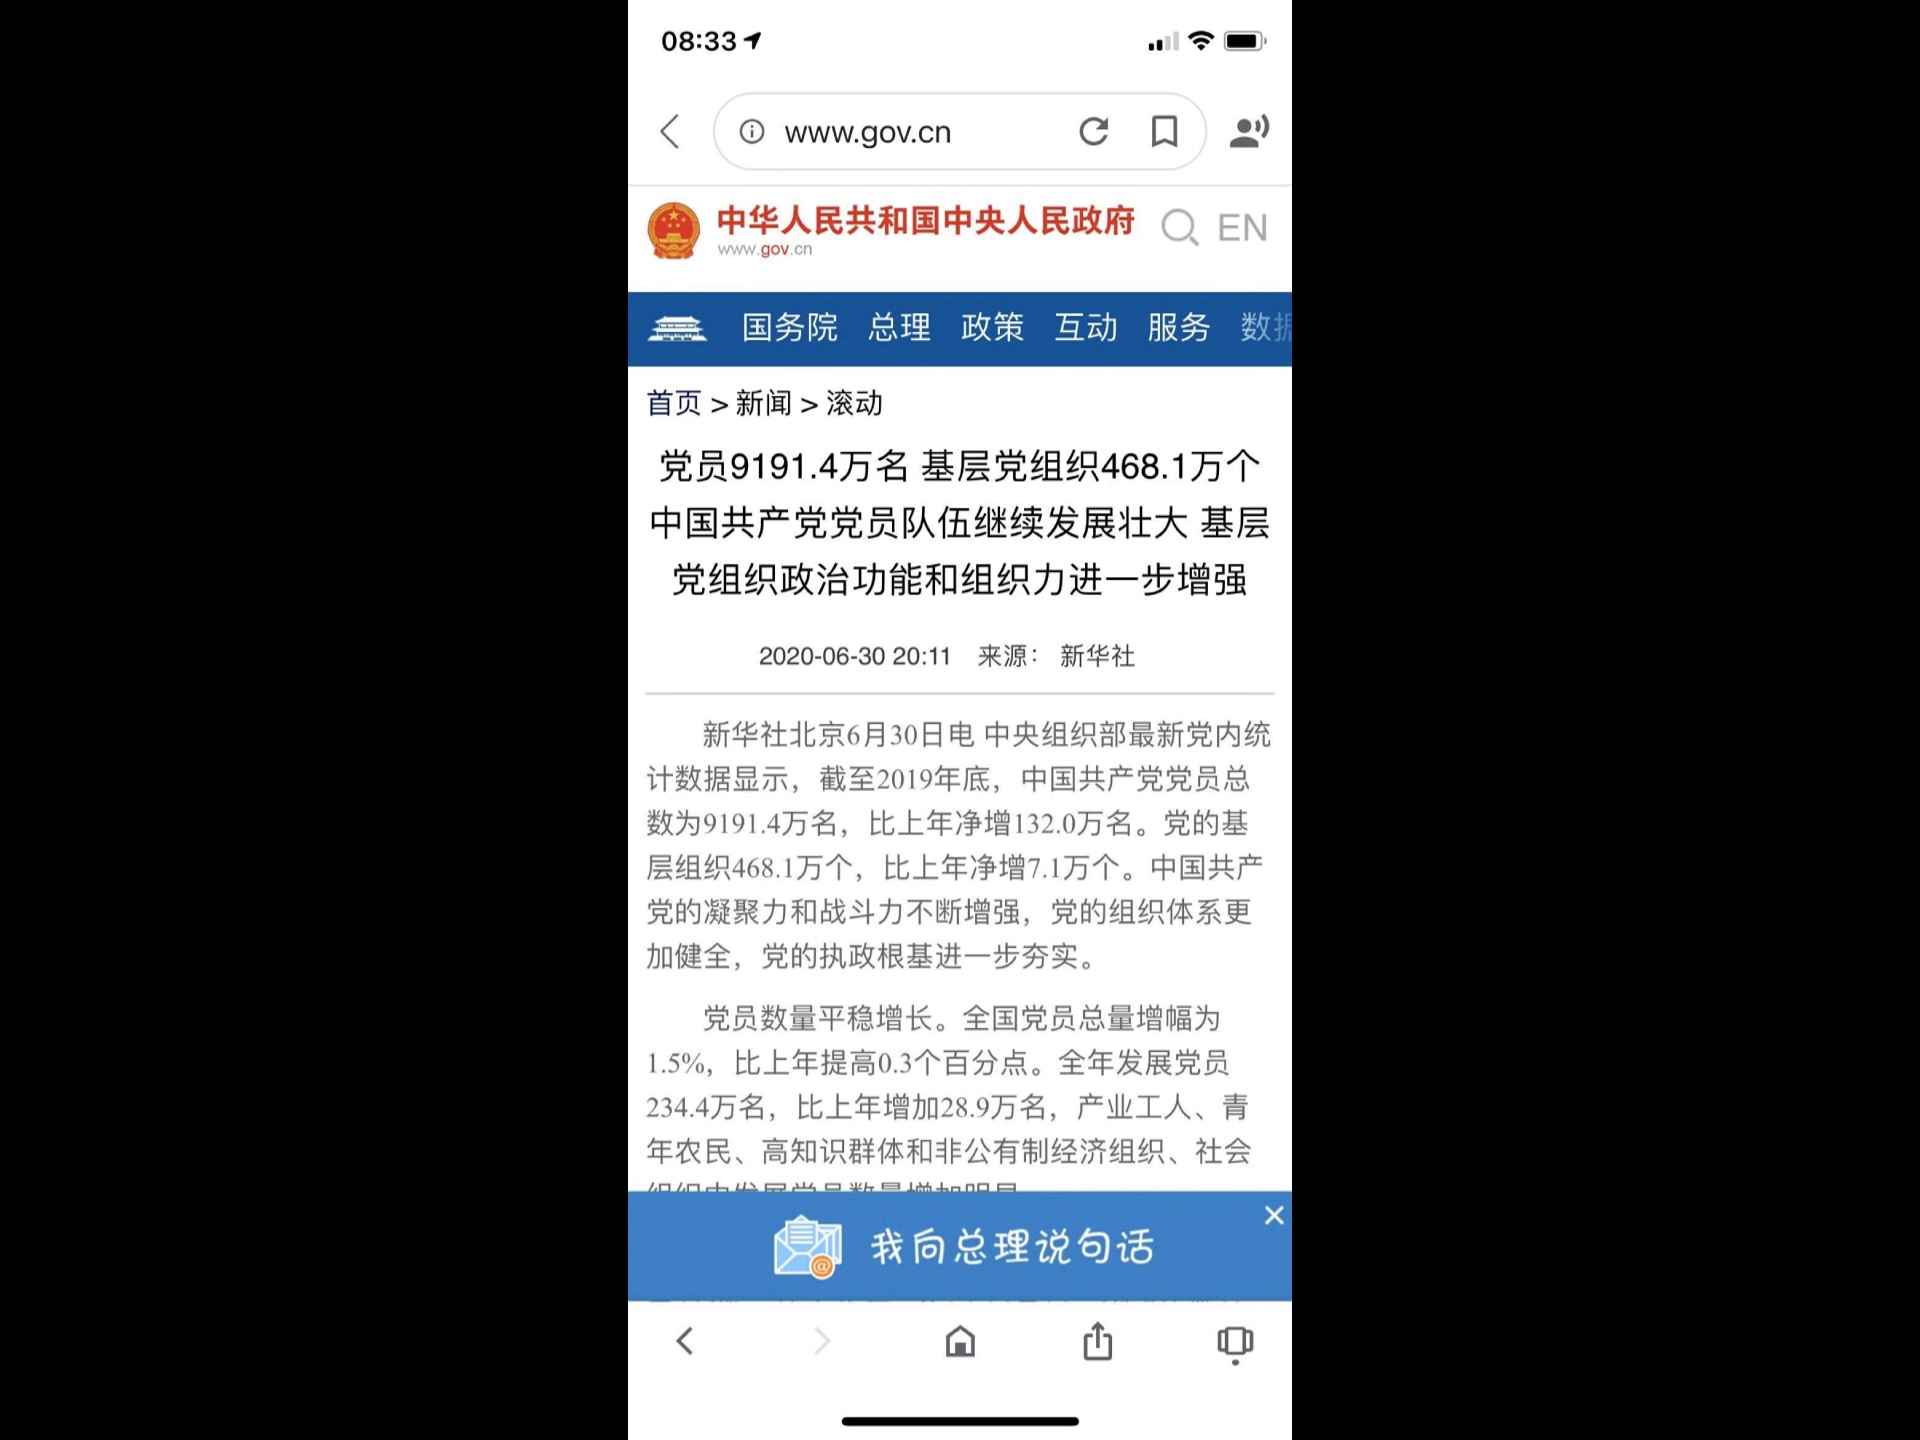 08:33
www.gov.cn
中华人民共和国中央人民政府
www.gov.cn
EN
国务院 总理 政策 互动 服务 数据
首页 > 新闻 > 滚动
党员9191.4万名 基层党组织468.1万个
中国共产党党员队伍继续发展壮大 基层
党组织政治功能和组织力进一步增强
2020-06-30 20:11 来源： 新华社
新华社北京6月30日电 中央组织部最新党内统
计数据显示，截至2019年底，中国共产党党员总
数为9191.4万名，比上年净增132.0万名。党的基
层组织468.1万个，比上年净增7.1万个。中国共产
党的凝聚力和战斗力不断增强，党的组织体系更
加健全，党的执政根基进一步夯实。
党员数量平稳增长。全国党员总量增幅为
1.5%，比上年提高0.3个百分点。全年发展党员
234.4万名，比上年增加28.9万名，产业工人、青
年农民、高知识群体和非公有制经济组织、社会
组织中发展党员数量增加明显
我向总理说句话